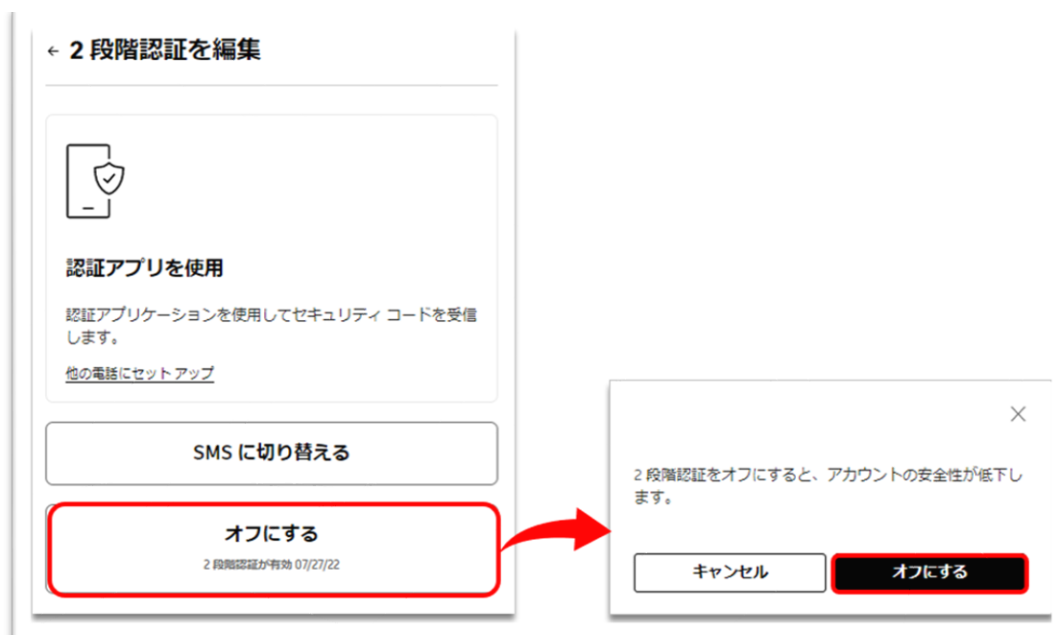 ← 2 段階認証を編集
認証アプリを使用
認証アプリケーションを使用してセキュリティ コードを受信
します。
他の電話にセット アップ
SMS に切り替える
オフにする
2 段階認証が有効 07/27/22
2 段階認証をオフにすると、アカウントの安全性が低下し
ます。
キャンセル
オフにする